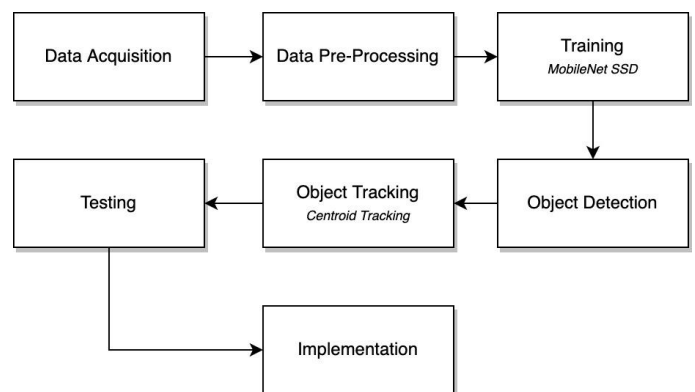 Data Acquisition
Data Pre-Processing
Training
MobileNet SSD
Object Detection
Object Tracking
Centroid Tracking
Testing
Implementation